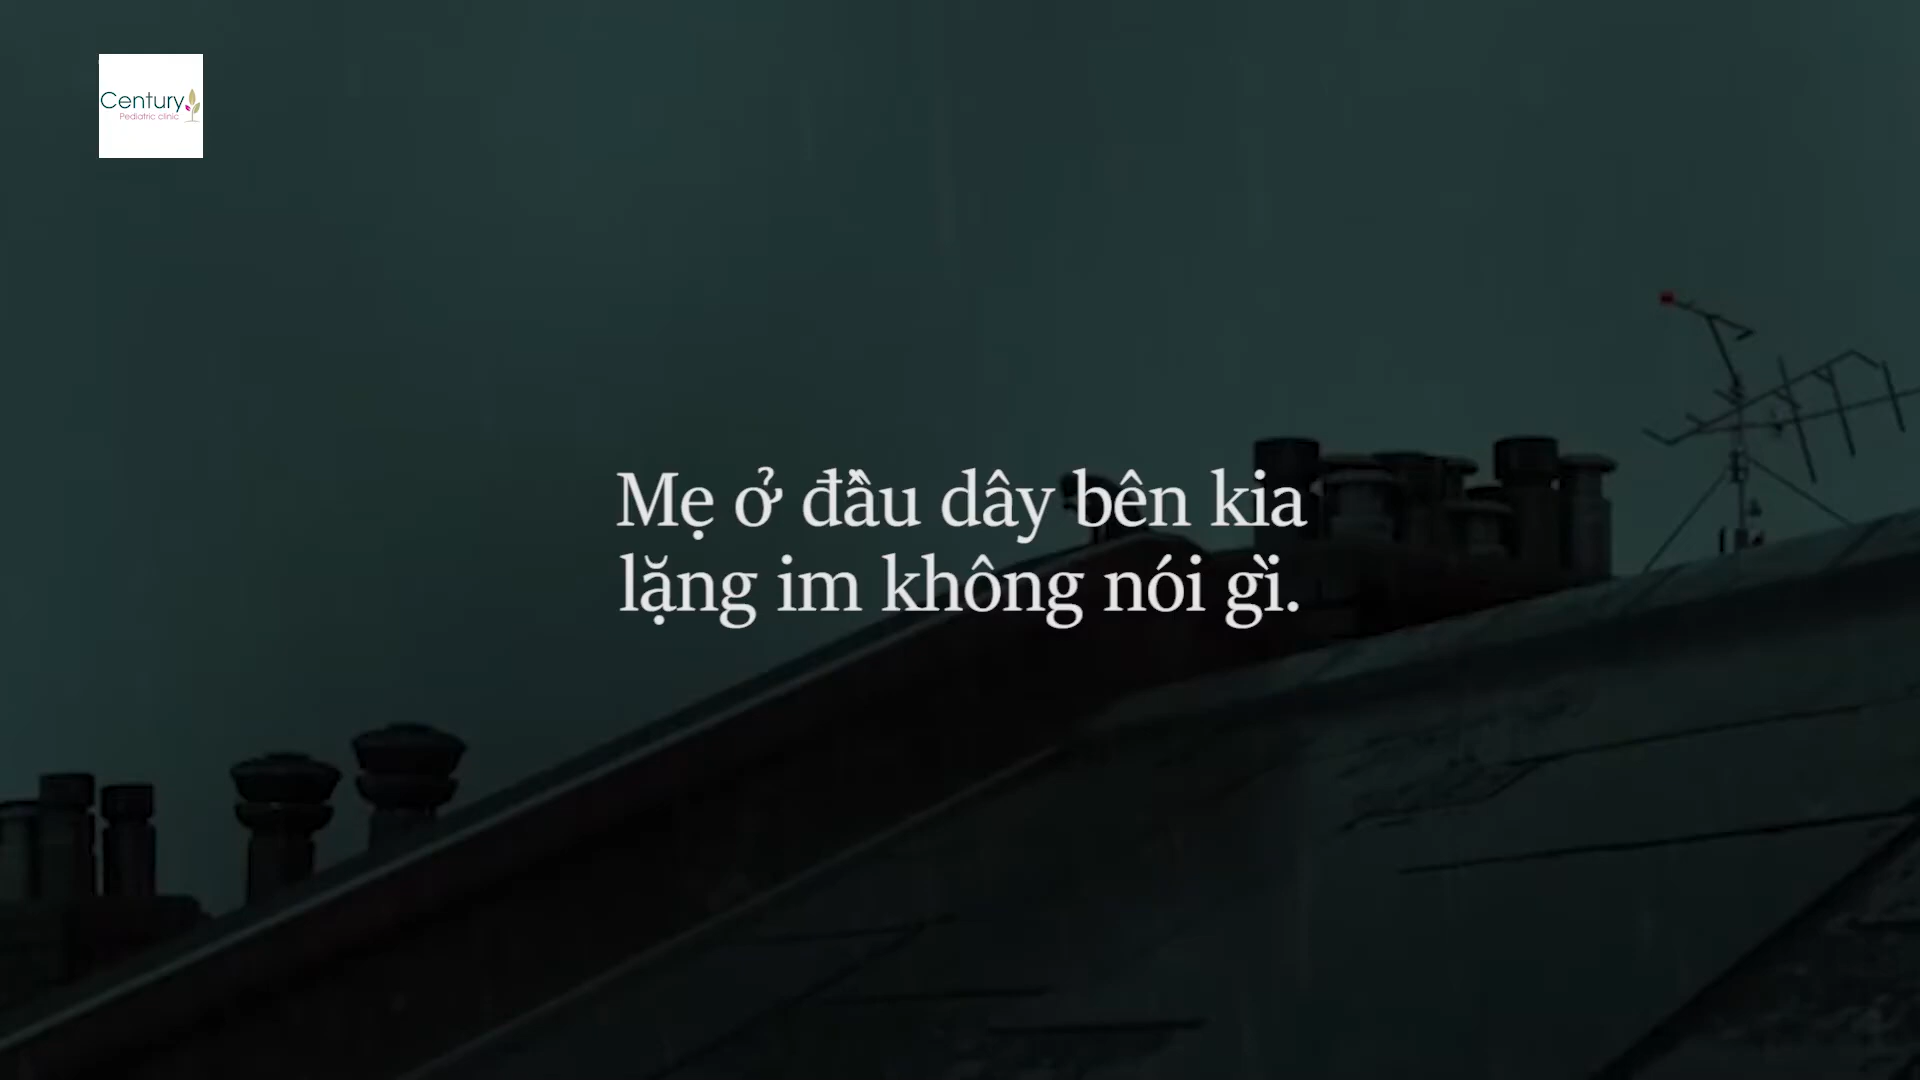 Century
Pediatric clinic
Mẹ ở đầu dây bên kia
lặng im không nói gì.